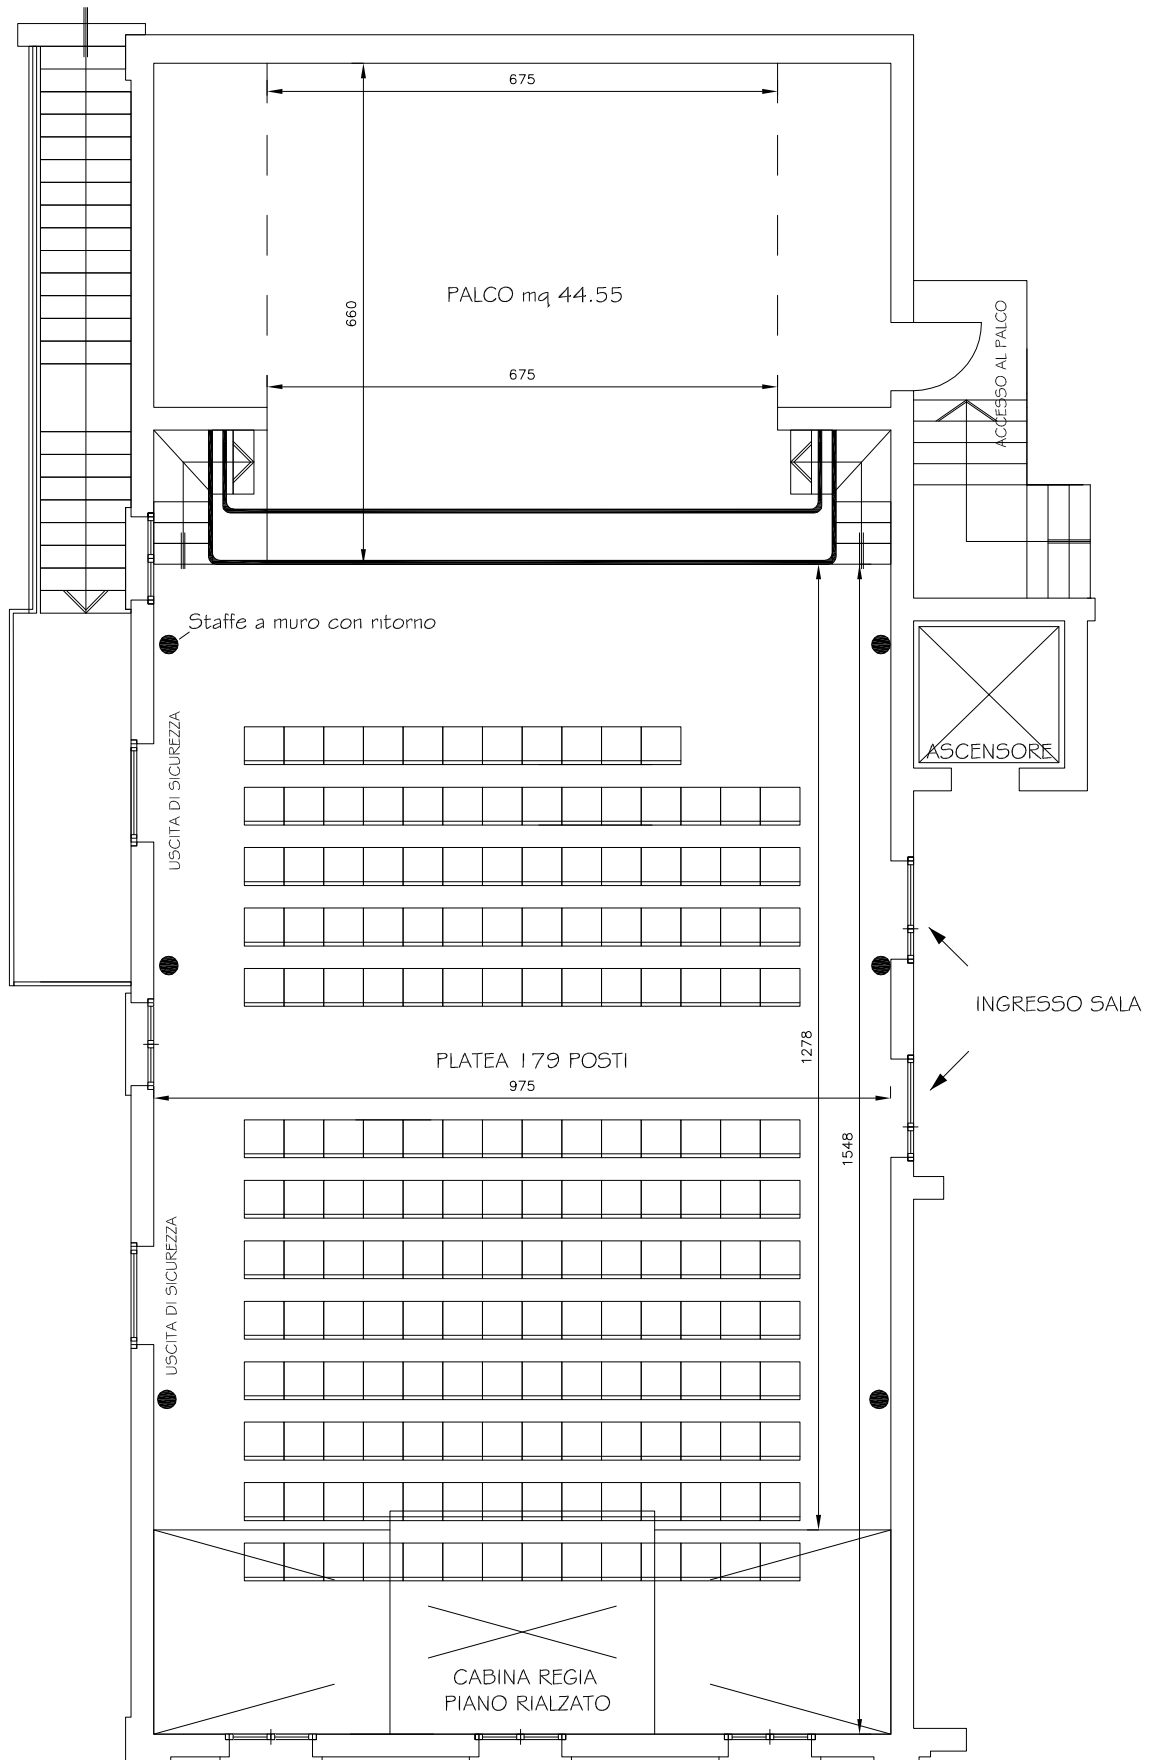 675
PALCO mq 44.55
660
ACCESSO AL PALCO
675
Staffe a muro con ritorno
USCITA DI SICUREZZA
ASCENSORE
INGRESSO SALA
1278
PLATEA 179 POSTI
975
1548
USCITA DI SICUREZZA
CABINA REGIA
PIANO RIALZATO